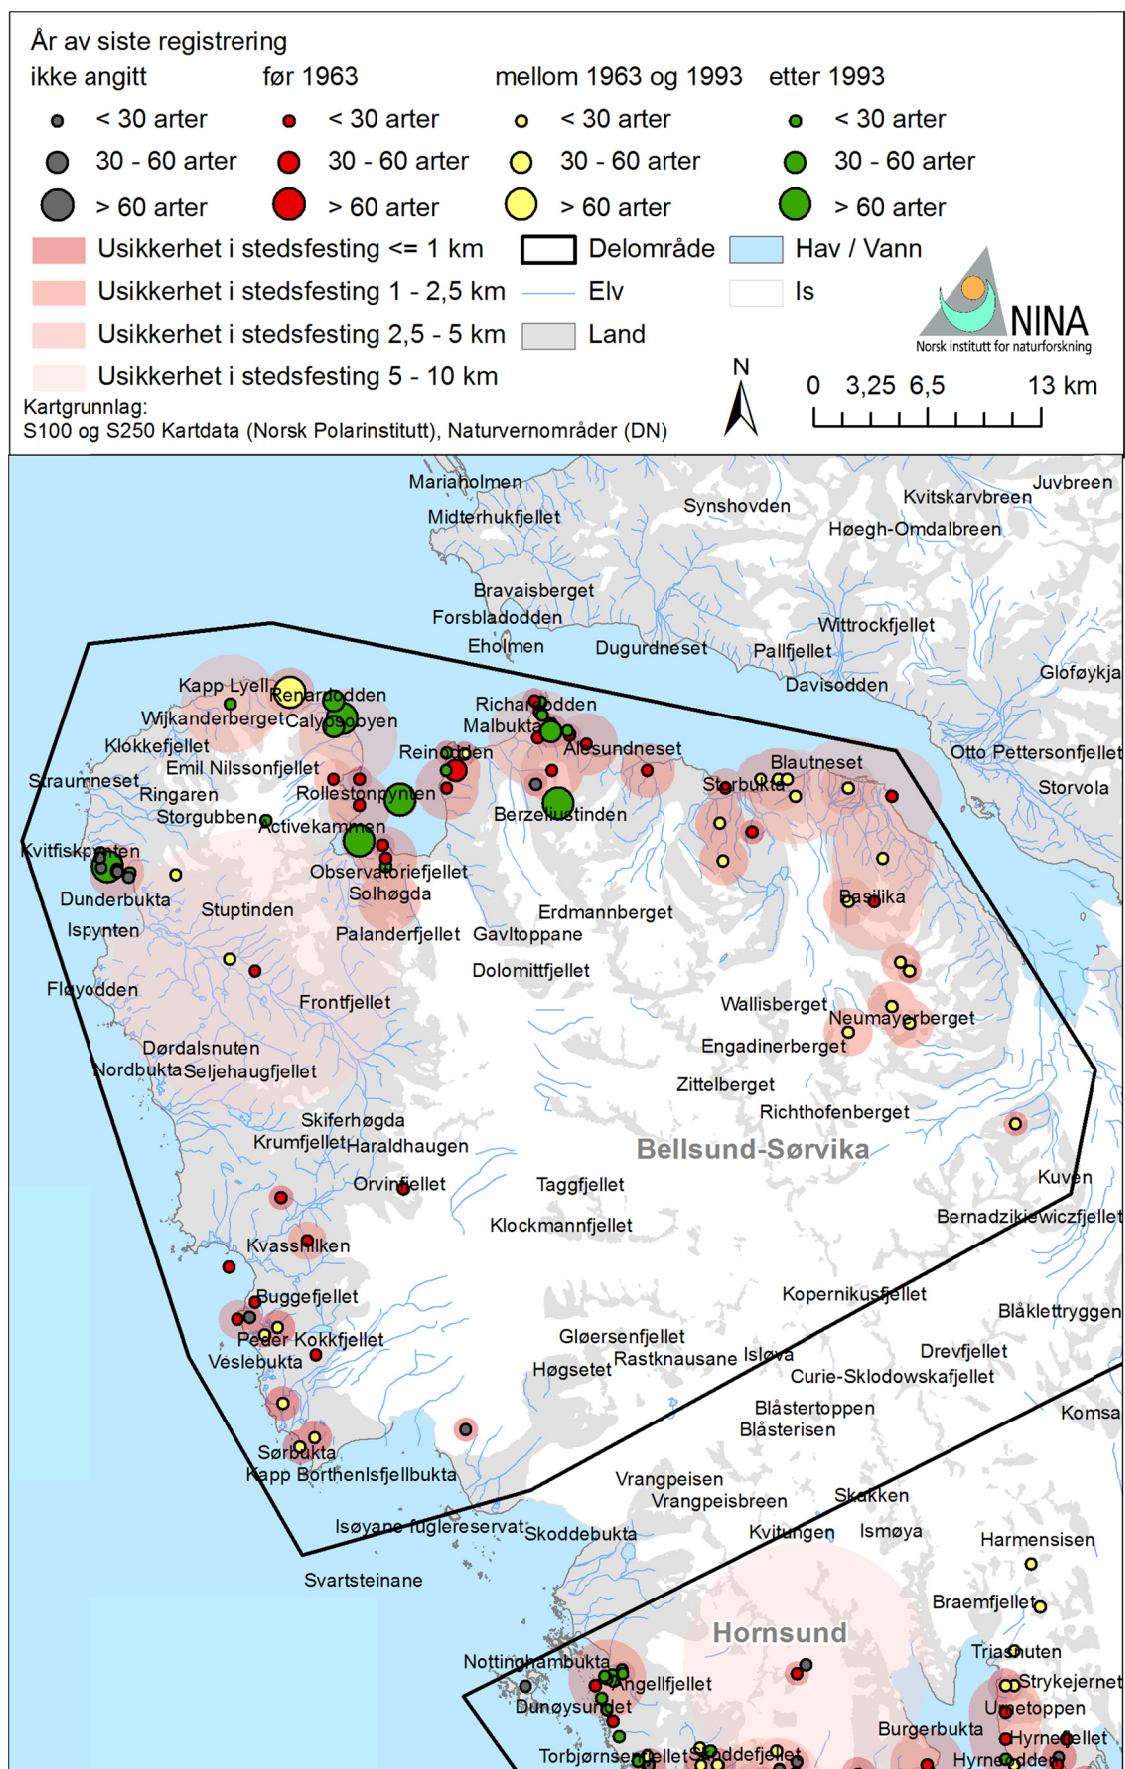 År av siste registrering
ikke angitt før 1963 mellom 1963 og 1993 etter 1993
< 30 arter < 30 arter < 30 arter < 30 arter
30 - 60 arter 30 - 60 arter 30 - 60 arter 30 - 60 arter
> 60 arter > 60 arter > 60 arter > 60 arter
Usikkerhet i stedsfesting <= 1 km Delområde Hav / Vann
Usikkerhet i stedsfesting 1 - 2,5 km Elv Is
Usikkerhet i stedsfesting 2,5 - 5 km Land
Usikkerhet i stedsfesting 5 - 10 km
NINA
Norsk institutt for naturforskning
N
0 3,25 6,5 13 km
Kartgrunnlag:
S100 og S250 Kartdata (Norsk Polarinstitutt), Naturvernområder (DN)
Mariaholmen
Juvbreen
Kvitskarvbreen
Synshovden
Midterhukfjellet
Høegh-Omdalbreen
Bravaisberget
Forsbladodden
Wittrockfjellet
Eholmen
Dugurdneset
Pallfjellet
Gloføykja
Davisodden
Kapp Lyell
Renardodden
Richardodden
Wijkanderberget
Calypsobyen
Malbukta
Klokkefjellet
Reinodden
Ålesundneset
Otto Pettersonfjellet
Blautneset
Emil Nilssonfjellet
Straumneset
Storbukta
Storvola
Ringaren
Rollestonpynten
Storgubben
Berzeliustinden
Activekammen
Kvitfiskpynten
Observatoriefjellet
Solhøgda
Basilika
Dunderbukta
Stuptinden
Erdmannberget
Ispynten
Palanderfjellet
Gavltoppane
Dolomittfjellet
Fløyodden
Frontfjellet
Wallisberget
Neumayerberget
Dørdalsnuten
Engadinerberget
Nordbukta
Seljehaugfjellet
Zittelberget
Richthofenberget
Skiferhøgda
Krumfjellet
Haraldhaugen
Bellsund-Sørvika
Orvinfjellet
Taggfjellet
Kuven
Bernadzikiewiczfjellet
Klockmannfjellet
Kvasshilken
Buggefjellet
Kopernikusfjellet
Blåklettryggen
Peder Kokkfjellet
Gløersenfjellet
Veslebukta
Rastknausane
Isløva
Drevfjellet
Høgsetet
Curie-Sklodowskafjellet
Blåstertoppen
Komsa
Blåsterisen
Sørbukta
Kapp Borthen
Isfjellbukta
Vrangpeisen
Vrangpeisbreen
Skakken
Isøyane fuglereservat
Skoddebukta
Kvitungen
Ismøya
Harmensisen
Svartsteinane
Braemfjellet
Hornsund
Triasnuten
Nottinghambukta
Angellfjellet
Strykejernet
Dunøysundet
Urnetoppen
Burgerbukta
Hyrnefjellet
Torbjørnsenfjellet
Skoddefjellet
Hyrneodden